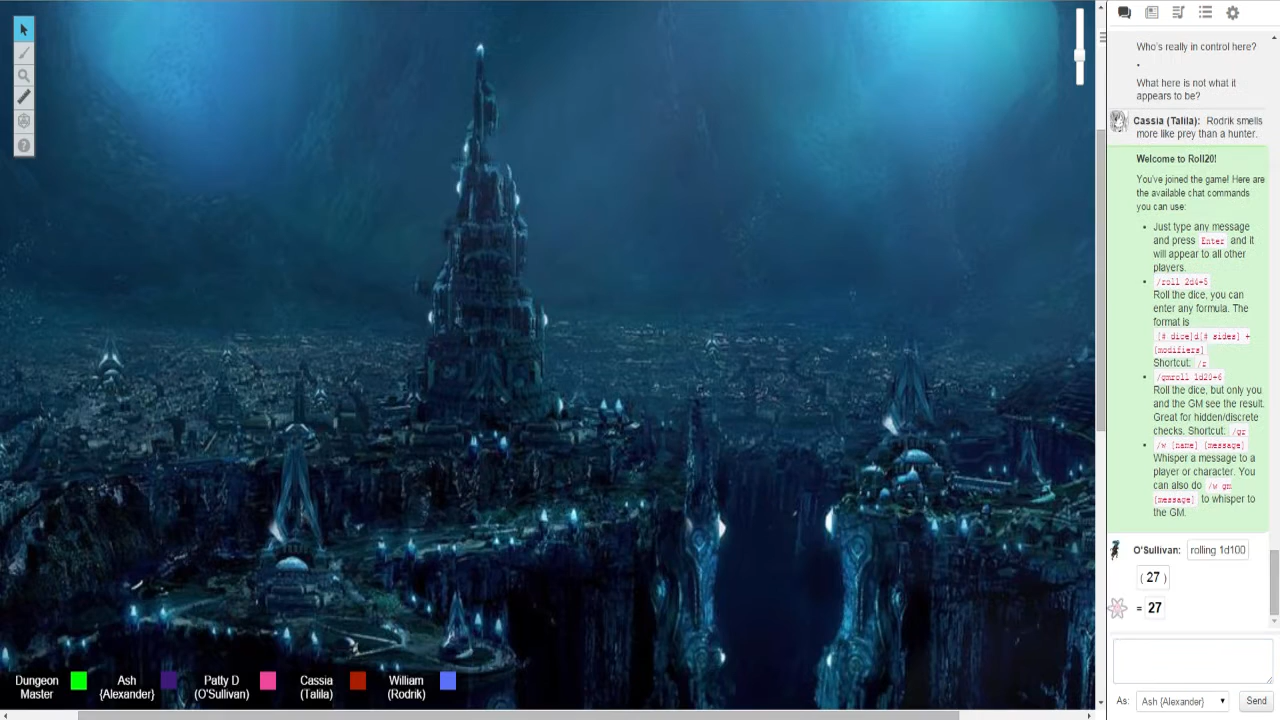 Who's really in control here?
What here is not what it
appears to be?
Cassia (Talila): Rodrik smells
more like prey than a hunter.
Welcome to Roll20!
You've joined the game! Here are
the available chat commands
you can use:
Just type any message
and press Enter and it
will appear to all other
players.
/roll 2d4+5
Roll the dice, you can
enter any formula. The
format is
[# dice]d[# sides] +
[modifiers]
Shortcut: /r
/gmroll 1d20+6
Roll the dice, but only you
and the GM see the result.
Great for hidden/discrete
checks. Shortcut: /gr
/w [name] [message]
Whisper a message to a
player or character. You
can also do /w gm
[message] to whisper to
the GM.
O'Sullivan: rolling 1d100
(27)
= 27
As: Ash {Alexander} Send
Dungeon
Master
Ash
{Alexander}
Patty D
(O'Sullivan)
Cassia
(Talila)
William
(Rodrik)